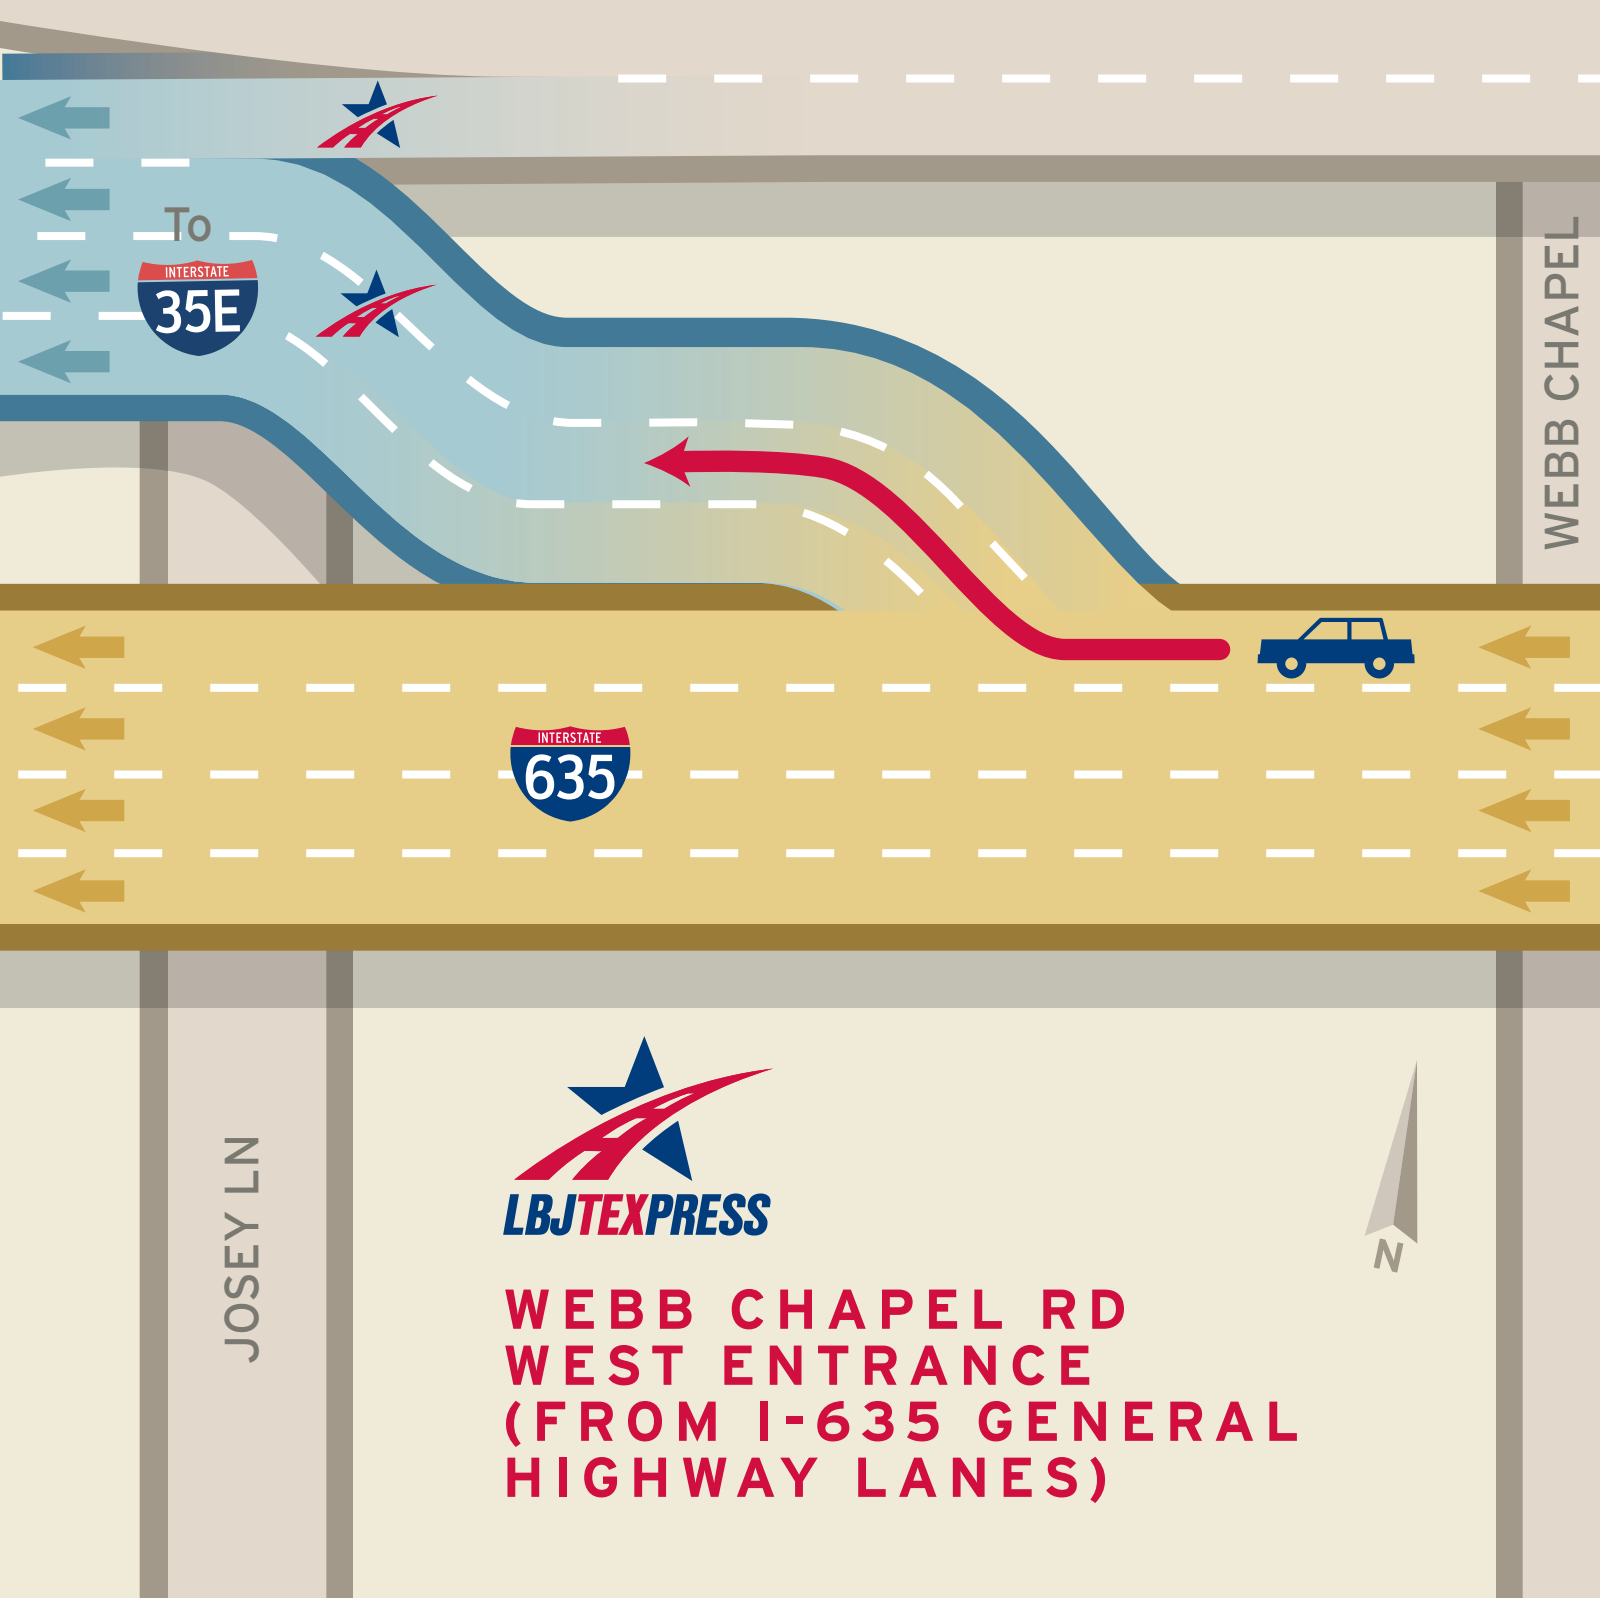 To
INTERSTATE
35E
WEBB CHAPEL
INTERSTATE
635
JOSEY LN
LBJTEXPRESS
N
WEBB CHAPEL RD
WEST ENTRANCE
(FROM I-635 GENERAL
HIGHWAY LANES)